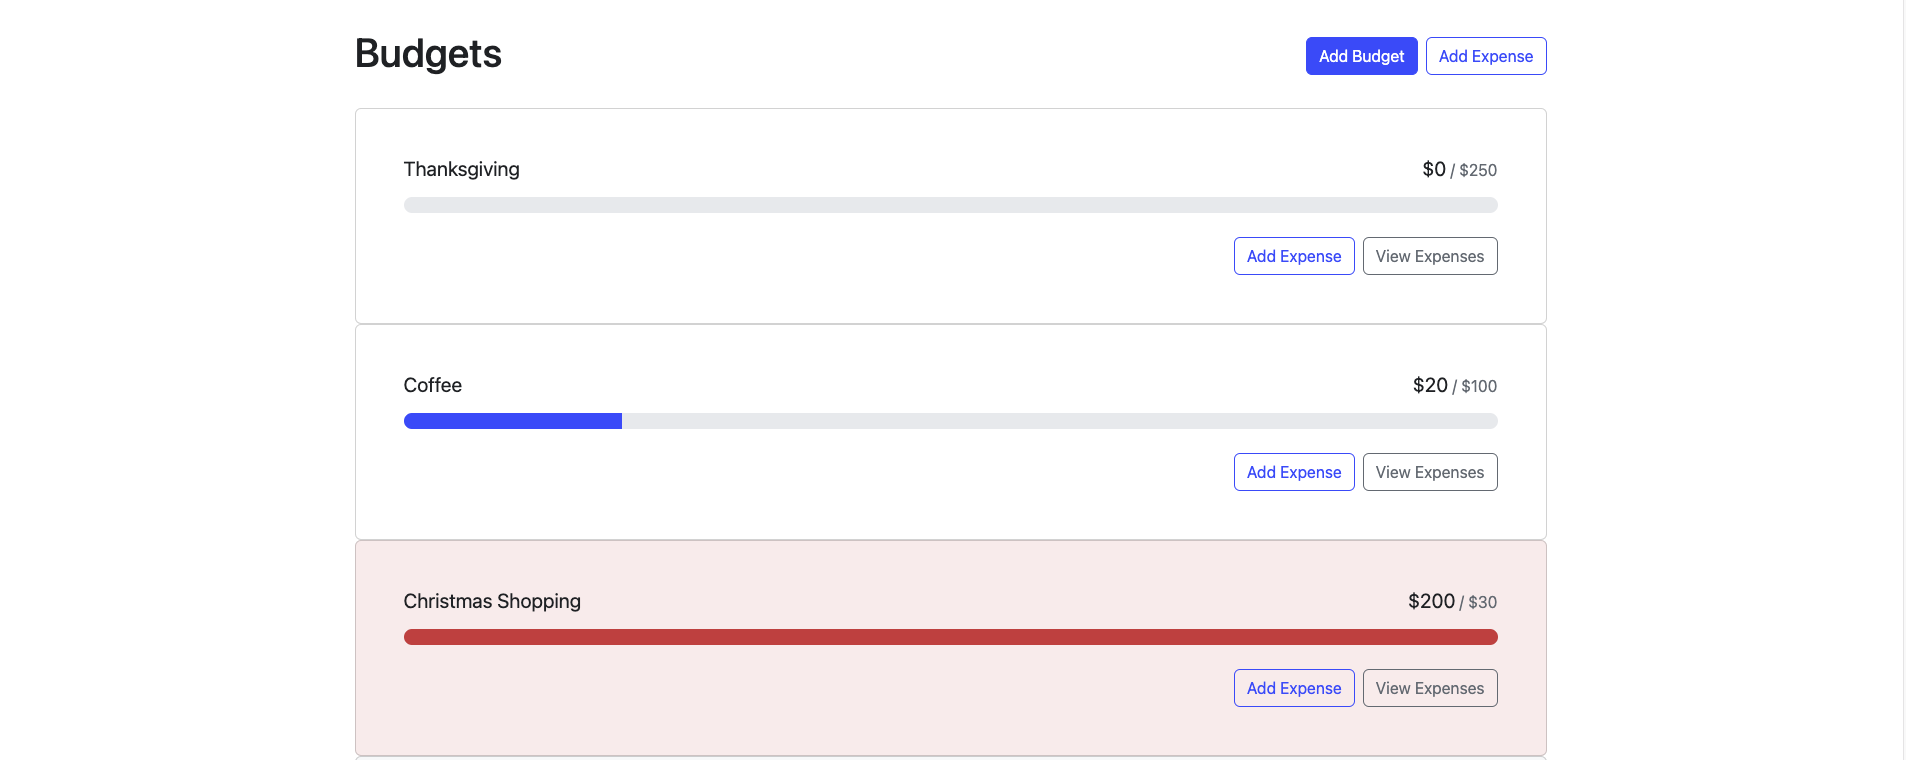 Budgets
Add Budget
Add Expense
Thanksgiving
$0 / $250
Add Expense
View Expenses
Coffee
$20 / $100
Add Expense
View Expenses
Christmas Shopping
$200 / $30
Add Expense
View Expenses